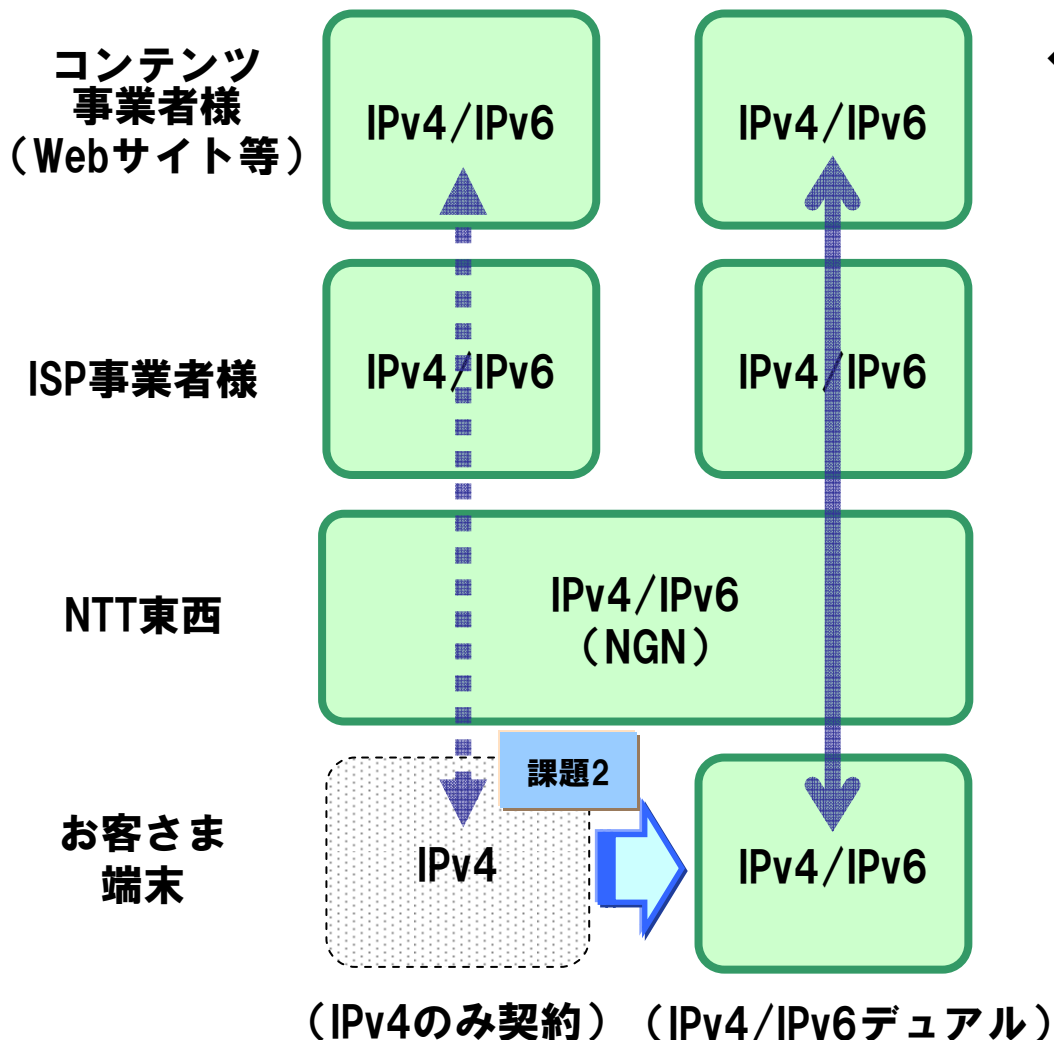 コンテンツ
事業者様
(Webサイト等)
IPv4/IPv6
IPv4/IPv6
ISP事業者様
IPv4/IPv6
IPv4/IPv6
NTT東西
IPv4/IPv6
(NGN)
課題2
お客さま
端末
IPv4
IPv4/IPv6
(IPv4のみ契約)
(IPv4/IPv6デュアル)